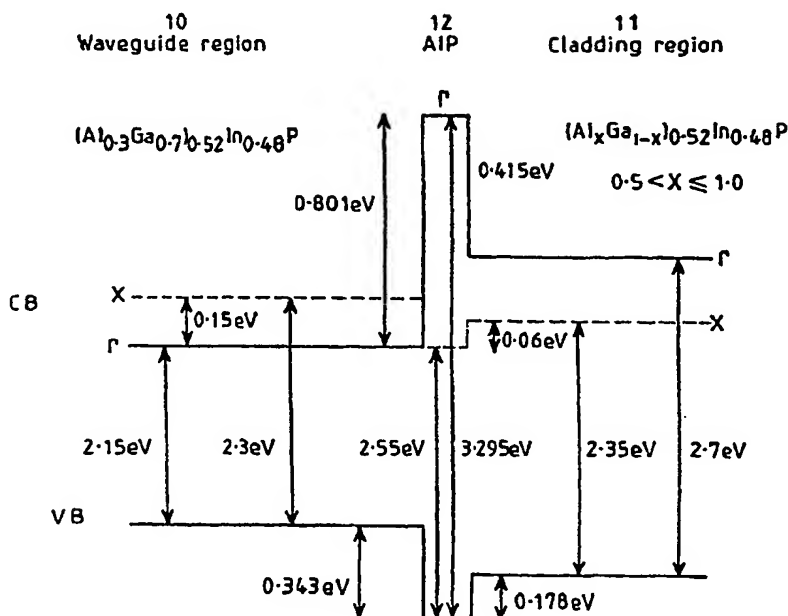 10
Waveguide region
12
AlP
11
Cladding region
Γ
(Al0·3Ga0·7)0·52In0·48P
(AlxGa1-x)0·52In0·48P
0·5<X≤1·0
0·415eV
0·801eV
Γ
CB
X
0·15eV
X
0·06eV
Γ
2·15eV
2·3eV
2·55eV
3·295eV
2·35eV
2·7eV
VB
0·343eV
0·178eV